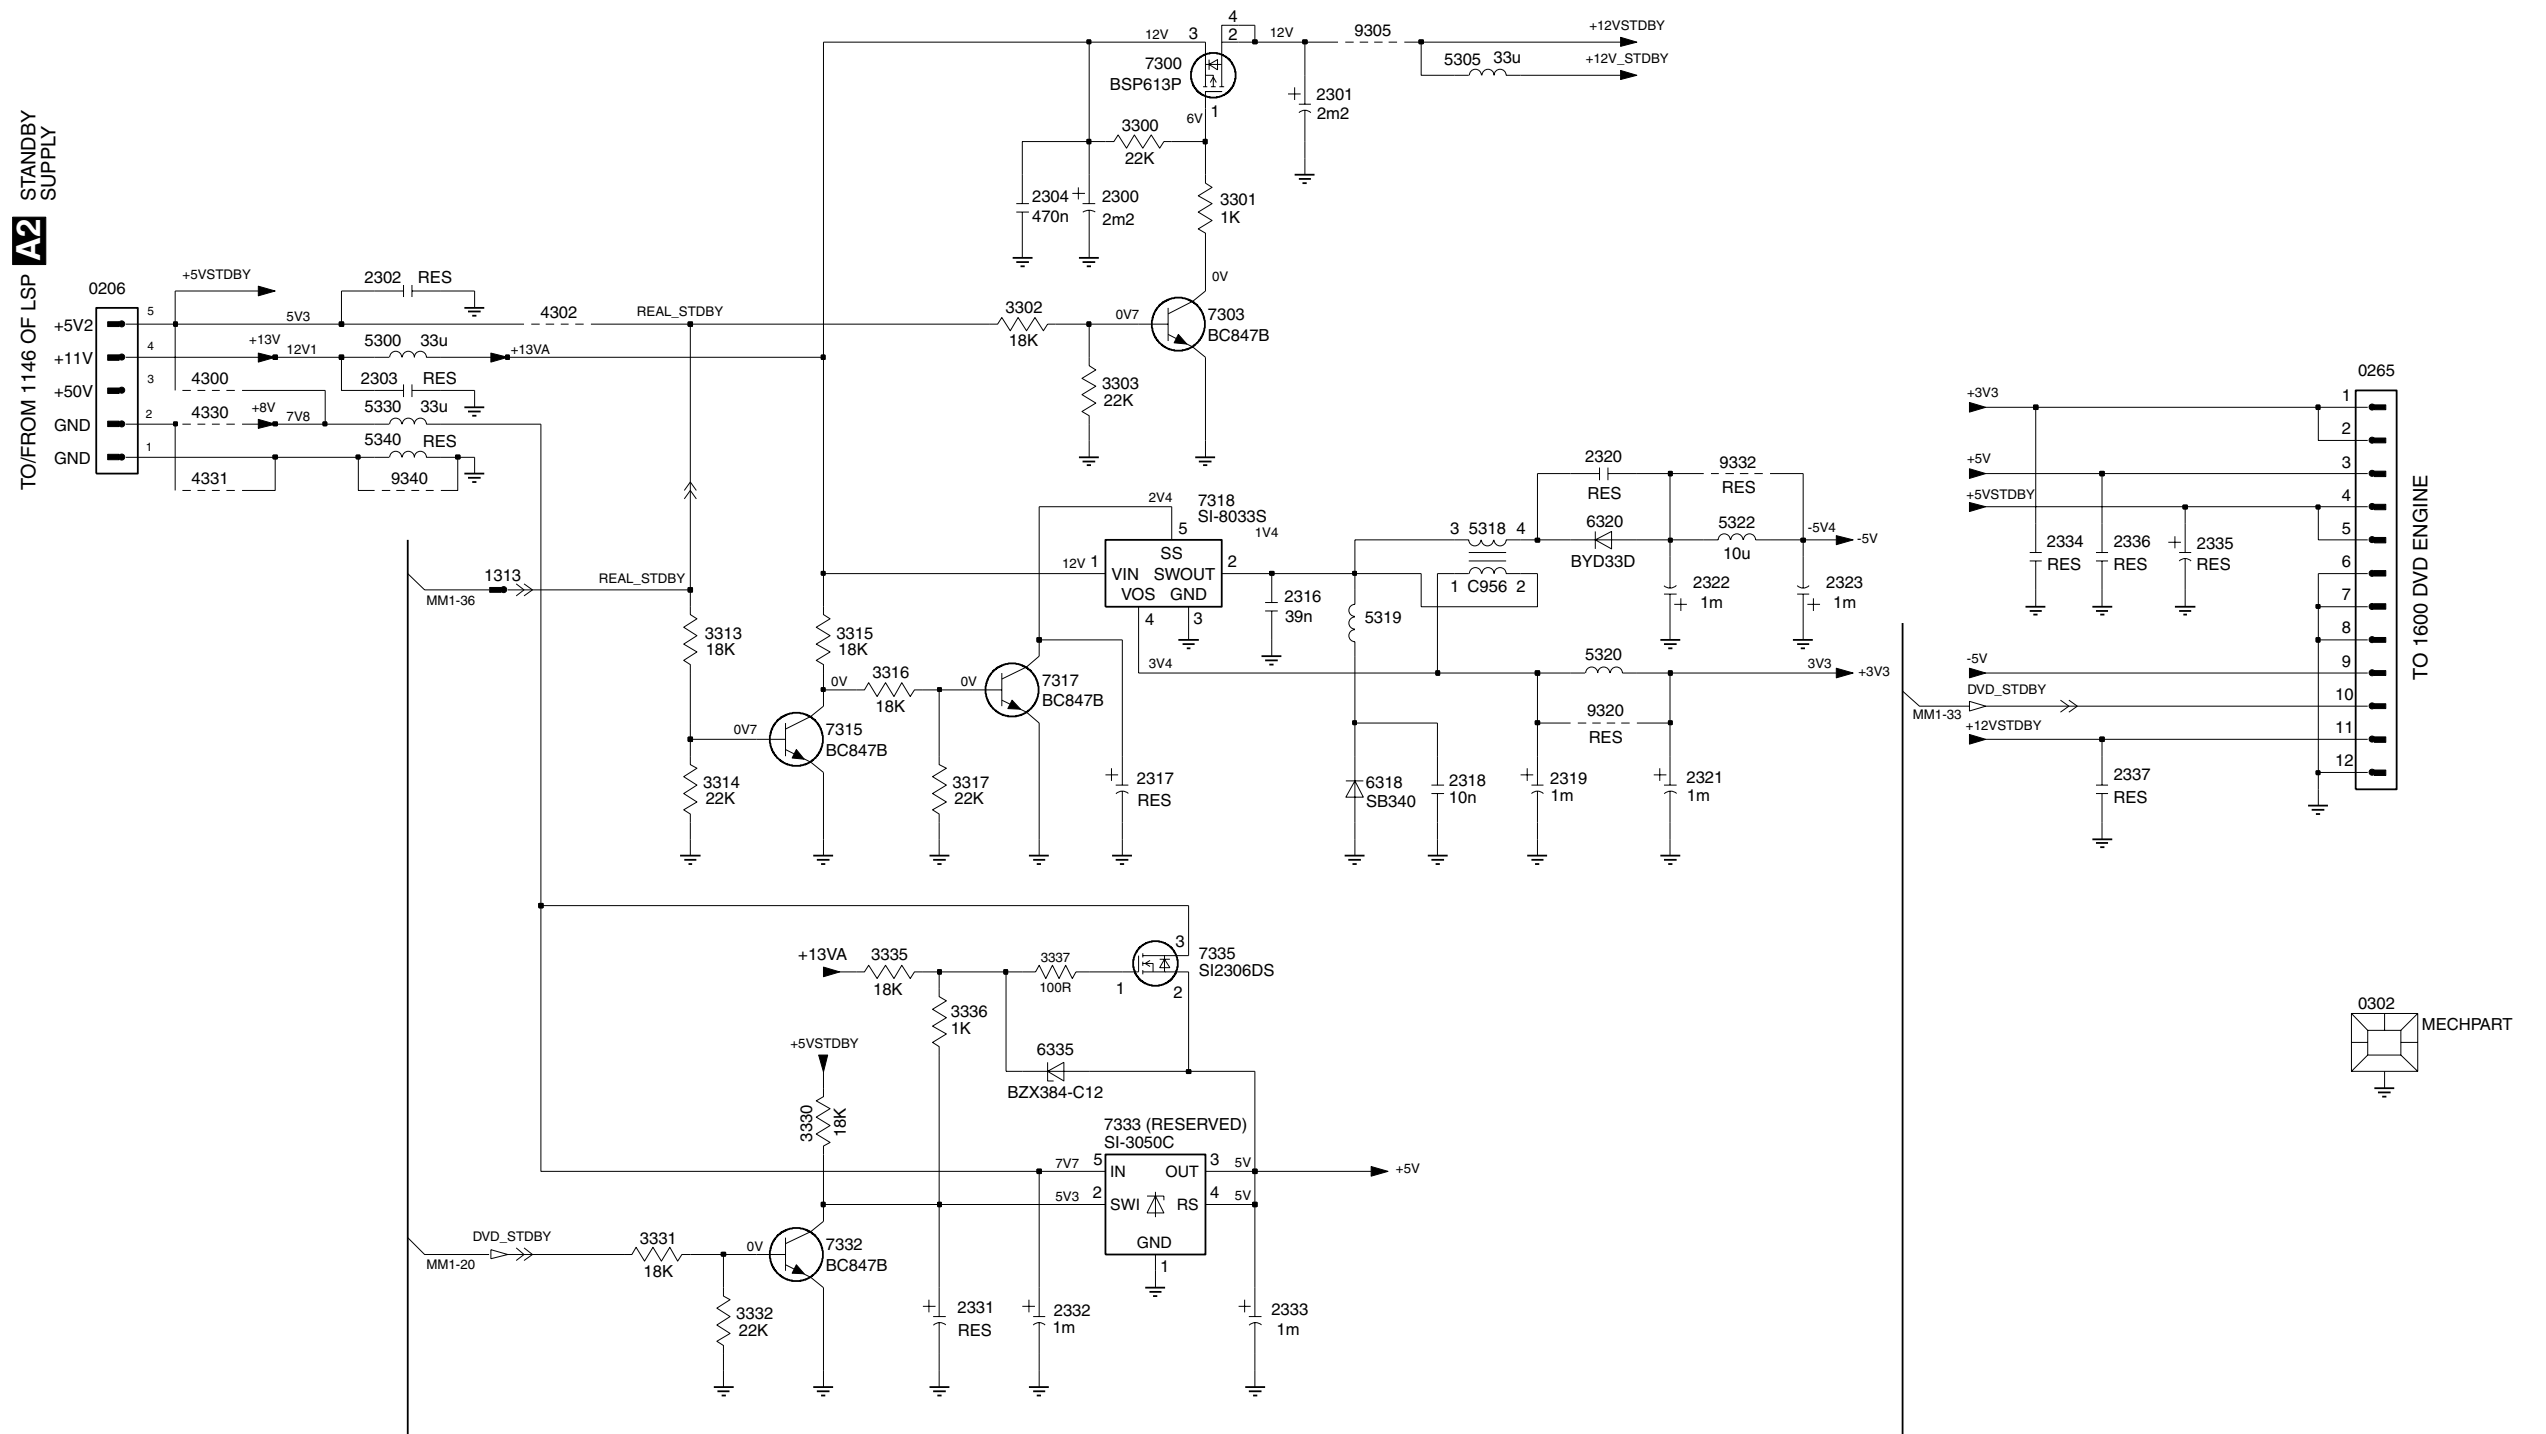 A2 STANDBY
SUPPLY
TO/FROM 1146 OF LSP
0206
+5V2
+11V
+50V
GND
GND
5
4
3
2
1
+5VSTDBY
5V3
2302 RES
4302
REAL_STDBY
+13V
12V1
5300 33u
+13VA
2303 RES
4300
4330
+8V
7V8
5330 33u
5340 RES
4331
9340
12V
3
4
2
12V
7300
BSP613P
1
6V
9305
+12VSTDBY
5305 33u
+12V_STDBY
2301
2m2
3300
22K
2304
470n
2300
2m2
3301
1K
0V
3302
18K
0V7
7303
BC847B
3303
22K
1313
MM1-36
REAL_STDBY
3313
18K
3315
18K
0V
3316
18K
0V
7317
BC847B
0V7
7315
BC847B
3314
22K
3317
22K
2317
RES
2V4
7318
SI-8033S
1V4
5
12V 1
SS
VIN SWOUT
VOS GND
2
4
3
3V4
2316
39n
5319
3 5318 4
1 C956 2
2320
RES
9332
RES
6320
BYD33D
5322
10u
-5V4
-5V
2322
1m
2323
1m
5320
3V3
+3V3
9320
RES
6318
SB340
2318
10n
2319
1m
2321
1m
+13VA
3335
18K
3337
100R
1
3
2
7335
SI2306DS
3336
1K
+5VSTDBY
6335
BZX384-C12
3330
18K
7333 (RESERVED)
SI-3050C
7V7 5
IN OUT
3 5V
+5V
5V3 2
SWI RS
4 5V
GND
1
MM1-20
DVD_STDBY
3331
18K
0V
7332
BC847B
3332
22K
2331
RES
2332
1m
2333
1m
0265
TO 1600 DVD ENGINE
+3V3
1
2
+5V
3
+5VSTDBY
4
5
6
7
8
9
10
11
12
2334
RES
2336
RES
2335
RES
-5V
DVD_STDBY
MM1-33
+12VSTDBY
2337
RES
0302
MECHPART